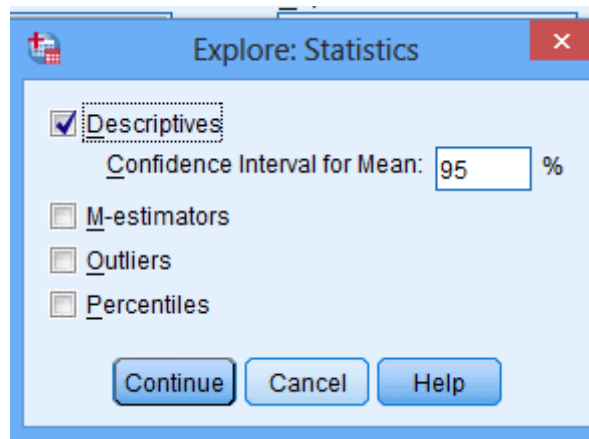 Explore: Statistics
Descriptives
Confidence Interval for Mean: 95 %
M-estimators
Outliers
Percentiles
Continue Cancel Help